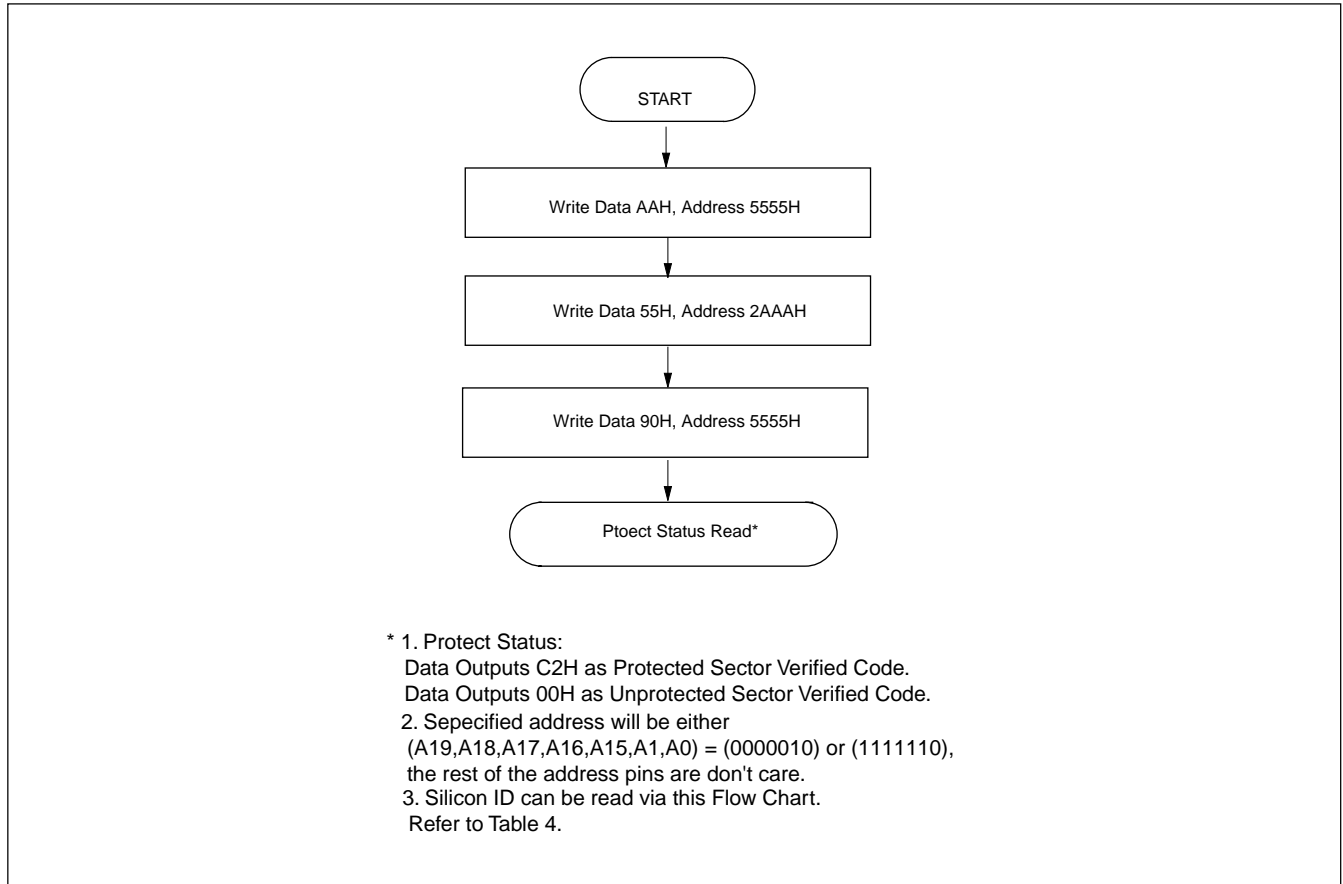 START
Write Data AAH, Address 5555H
Write Data 55H, Address 2AAAH
Write Data 90H, Address 5555H
Ptoect Status Read*
* 1. Protect Status:
Data Outputs C2H as Protected Sector Verified Code.
Data Outputs 00H as Unprotected Sector Verified Code.
2. Sepecified address will be either
(A19,A18,A17,A16,A15,A1,A0) = (0000010) or (1111110),
the rest of the address pins are don't care.
3. Silicon ID can be read via this Flow Chart.
Refer to Table 4.